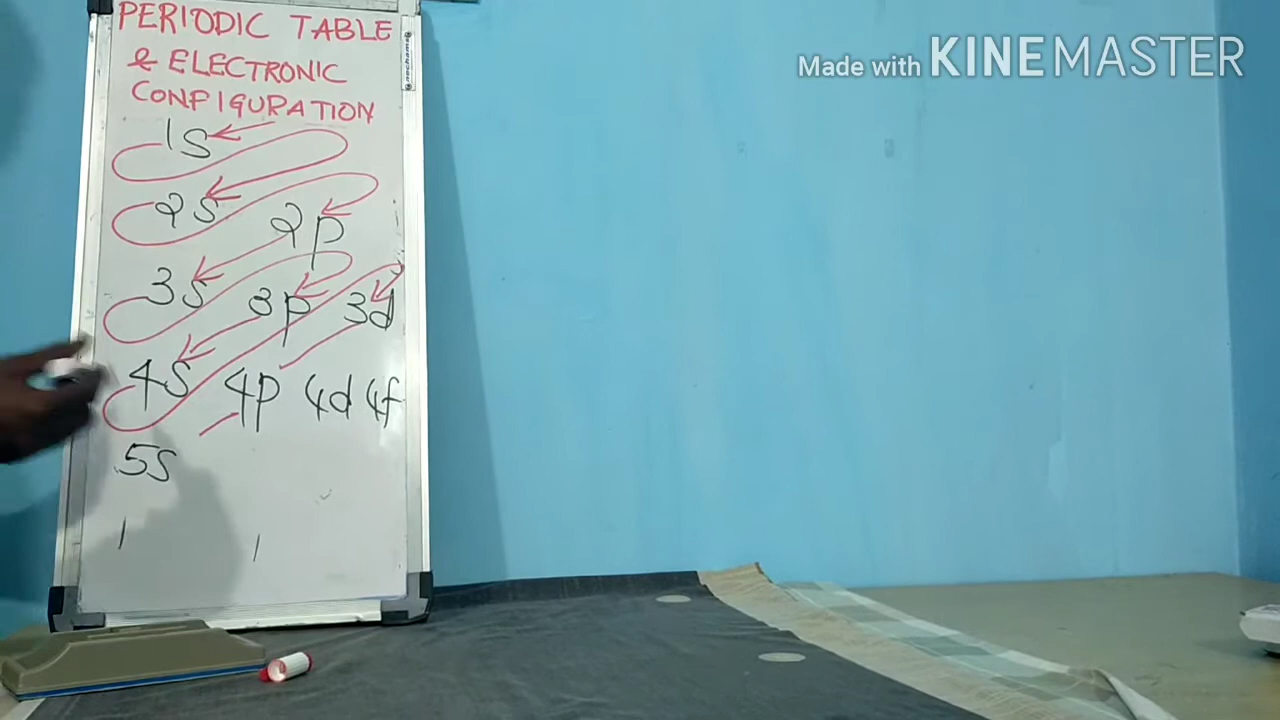 PERIODIC TABLE
& ELECTRONIC
CONFIGURATION
1S
2S 2p
3S 3p 3d
4S 4p 4d 4f
5S
Made with KINEMASTER